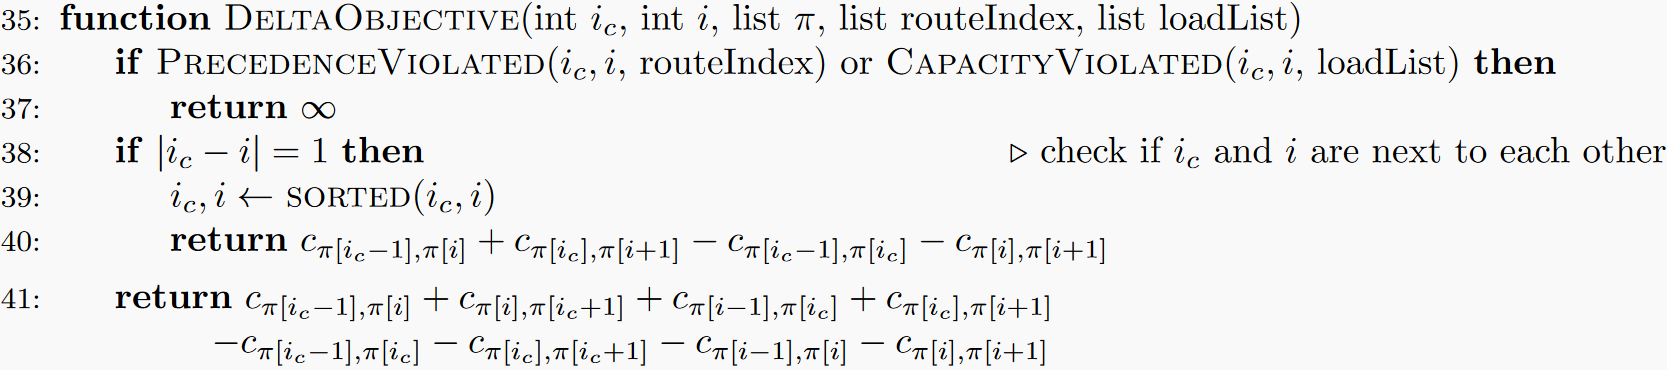 35: function DELTAOBJECTIVE(int i_c, int i, list π, list routeIndex, list loadList)
36: if PRECEDENCEVIOLATED(i_c, i, routeIndex) or CAPACITYVIOLATED(i_c, i, loadList) then
37: return ∞
38: if |i_c − i| = 1 then ▷ check if i_c and i are next to each other
39: i_c, i ← SORTED(i_c, i)
40: return c_{π[i_c−1],π[i]} + c_{π[i_c],π[i+1]} − c_{π[i_c−1],π[i_c]} − c_{π[i],π[i+1]}
41: return c_{π[i_c−1],π[i]} + c_{π[i],π[i_c+1]} + c_{π[i−1],π[i_c]} + c_{π[i_c],π[i+1]}
−c_{π[i_c−1],π[i_c]} − c_{π[i_c],π[i_c+1]} − c_{π[i−1],π[i]} − c_{π[i],π[i+1]}